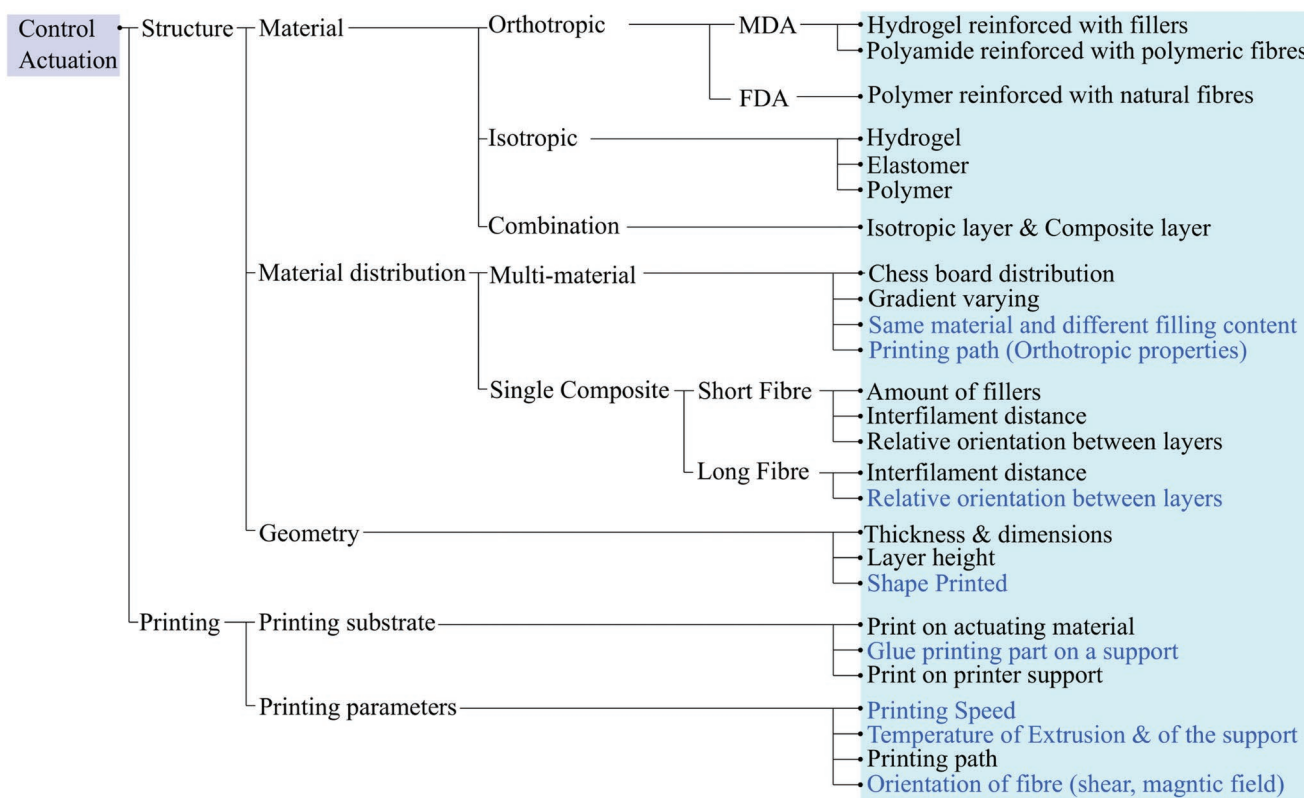 Control
Actuation
Structure
Material
Orthotropic
MDA
Hydrogel reinforced with fillers
Polyamide reinforced with polymeric fibres
FDA
Polymer reinforced with natural fibres
Isotropic
Hydrogel
Elastomer
Polymer
Combination
Isotropic layer & Composite layer
Material distribution
Multi-material
Chess board distribution
Gradient varying
Same material and different filling content
Printing path (Orthotropic properties)
Single Composite
Short Fibre
Amount of fillers
Interfilament distance
Relative orientation between layers
Long Fibre
Interfilament distance
Relative orientation between layers
Geometry
Thickness & dimensions
Layer height
Shape Printed
Printing
Printing substrate
Print on actuating material
Glue printing part on a support
Print on printer support
Printing parameters
Printing Speed
Temperature of Extrusion & of the support
Printing path
Orientation of fibre (shear, magntic field)